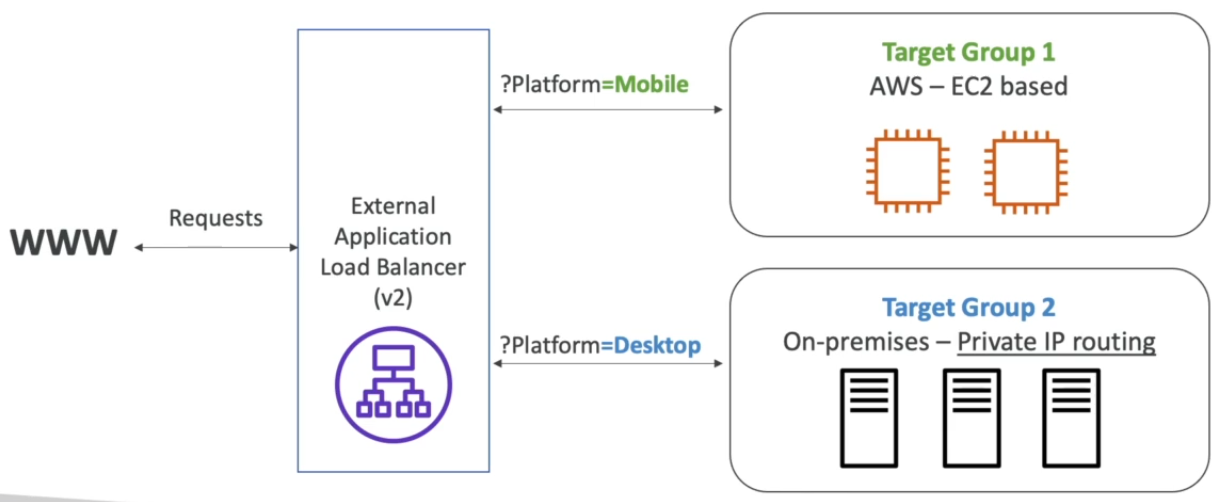 WWW
Requests
External
Application
Load Balancer
(v2)
?Platform=Mobile
Target Group 1
AWS – EC2 based
?Platform=Desktop
Target Group 2
On-premises – Private IP routing